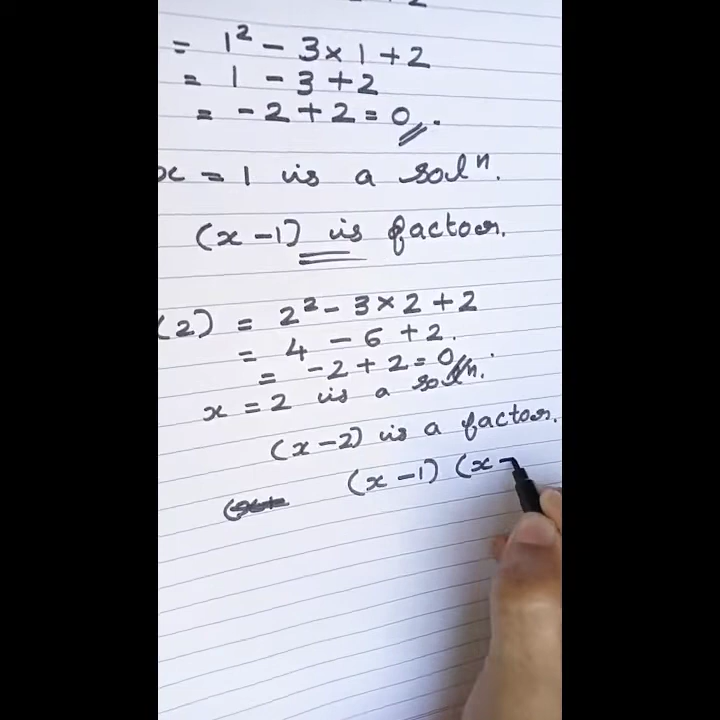 = 1² - 3 × 1 + 2
= 1 - 3 + 2
= - 2 + 2 = 0
x = 1 is a solⁿ.
(x - 1) is factor.
(2) = 2² - 3 × 2 + 2
= 4 - 6 + 2.
= - 2 + 2 = 0
x = 2 is a solⁿ.
(x - 2) is a factor.
(x - 1) (x -